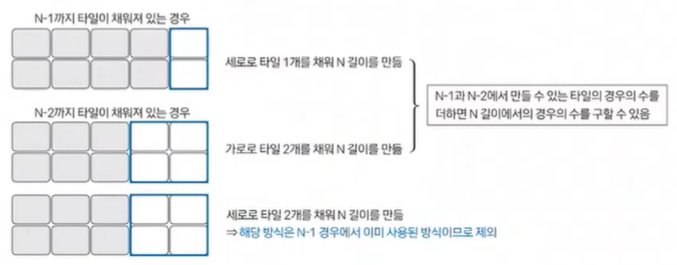 N-1까지 타일이 채워져 있는 경우
세로로 타일 1개를 채워 N 길이를 만듦
N-1과 N-2에서 만들 수 있는 타일의 경우의 수를
더하면 N 길이에서의 경우의 수를 구할 수 있음
N-2까지 타일이 채워져 있는 경우
가로로 타일 2개를 채워 N 길이를 만듦
세로로 타일 2개를 채워 N 길이를 만듦
⇒ 해당 방식은 N-1 경우에서 이미 사용된 방식이므로 제외